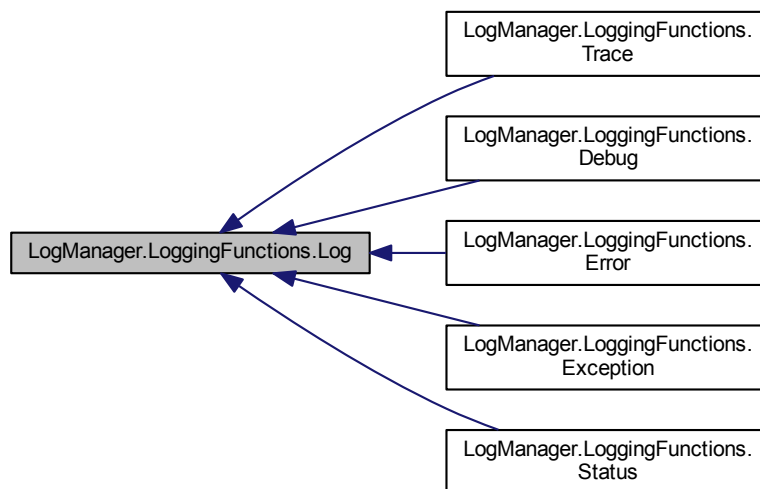 LogManager.LoggingFunctions.
Trace
LogManager.LoggingFunctions.
Debug
LogManager.LoggingFunctions.Log
LogManager.LoggingFunctions.
Error
LogManager.LoggingFunctions.
Exception
LogManager.LoggingFunctions.
Status